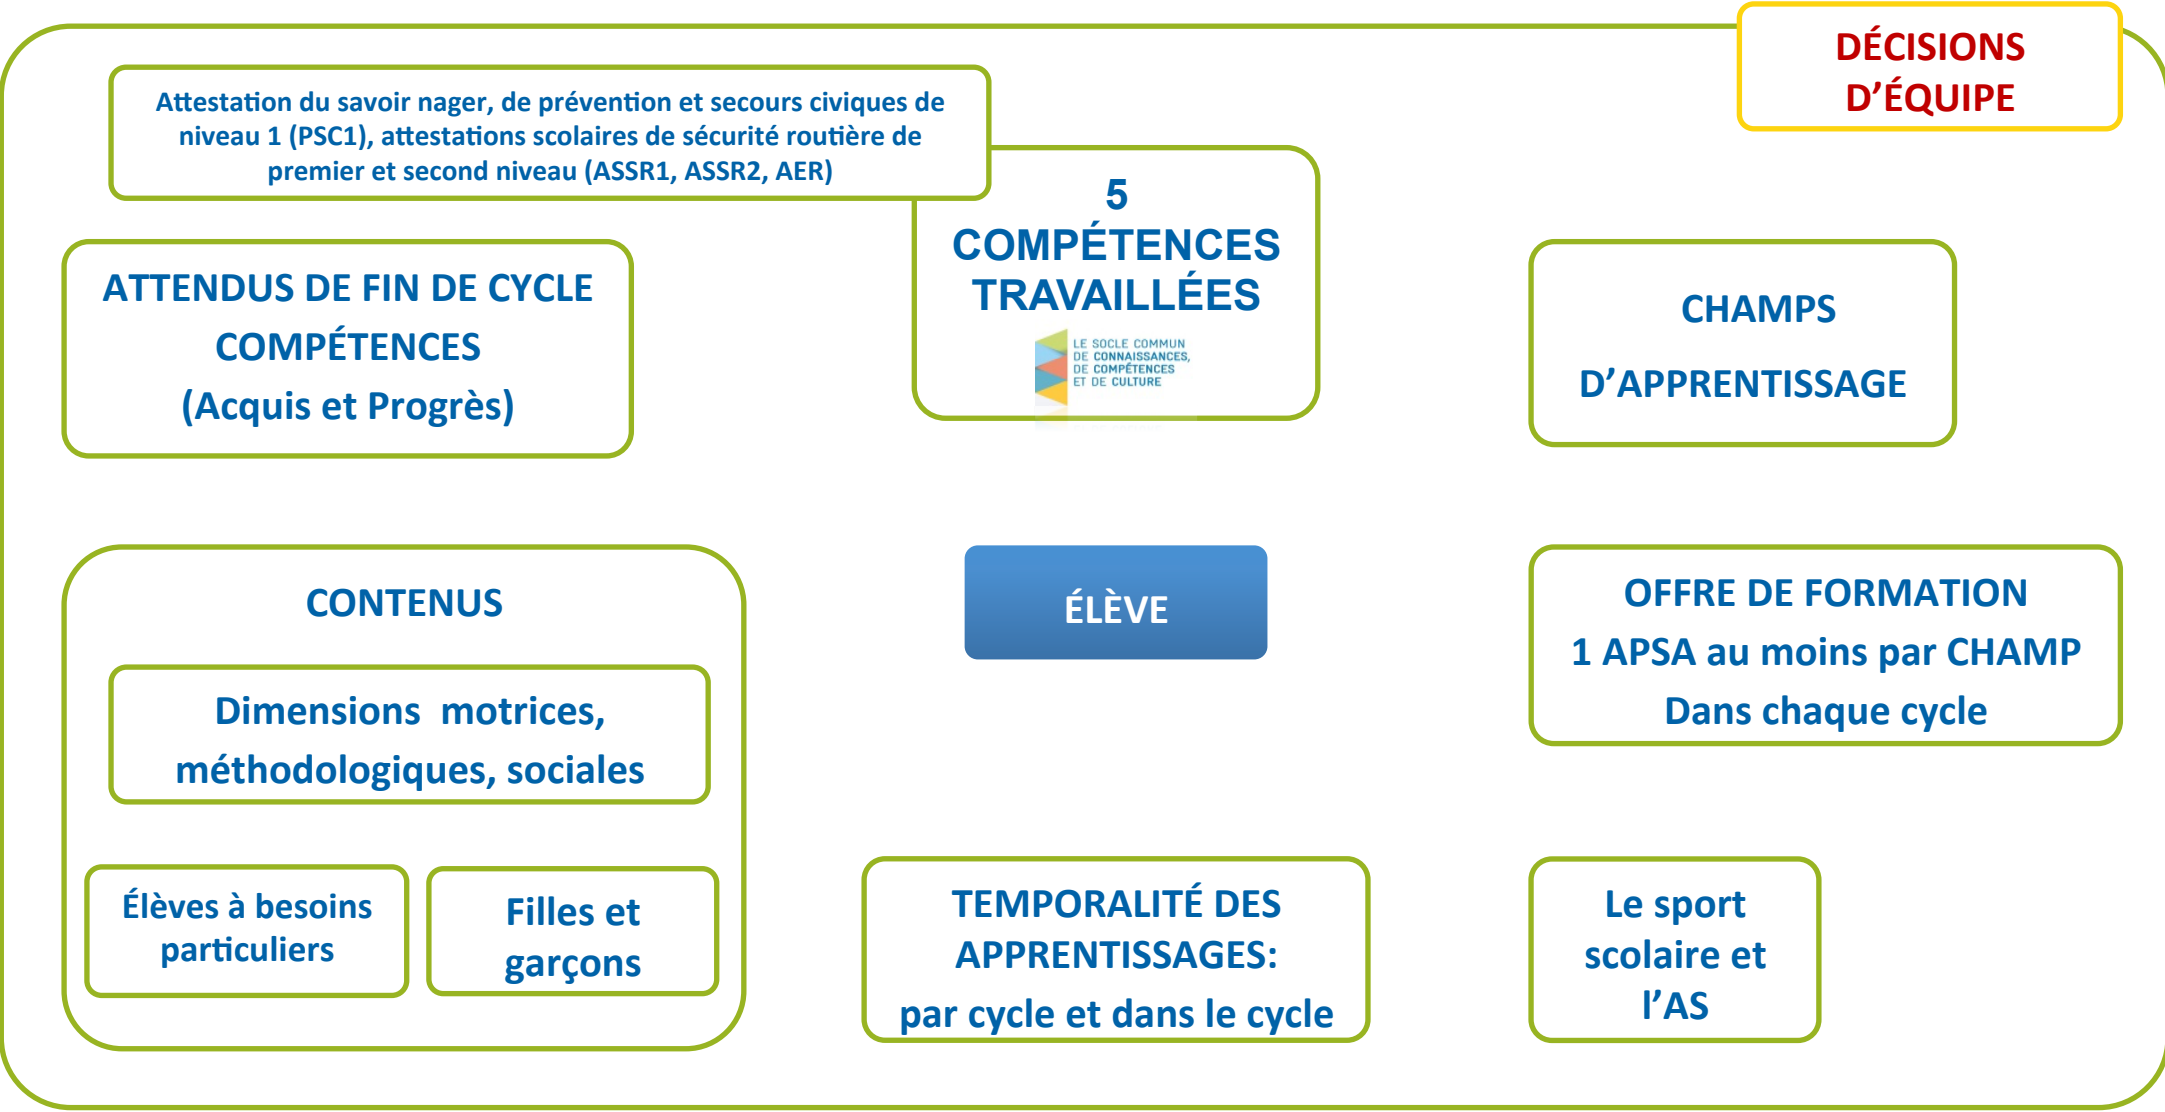 DÉCISIONS
D’ÉQUIPE
Attestation du savoir nager, de prévention et secours civiques de
niveau 1 (PSC1), attestations scolaires de sécurité routière de
premier et second niveau (ASSR1, ASSR2, AER)
5
COMPÉTENCES
TRAVAILLÉES
LE SOCLE COMMUN
DE CONNAISSANCES,
DE COMPÉTENCES
ET DE CULTURE
ATTENDUS DE FIN DE CYCLE
COMPÉTENCES
(Acquis et Progrès)
CHAMPS
D’APPRENTISSAGE
CONTENUS
Dimensions  motrices,
méthodologiques, sociales
Élèves à besoins
particuliers
Filles et
garçons
ÉLÈVE
OFFRE DE FORMATION
1 APSA au moins par CHAMP
Dans chaque cycle
TEMPORALITÉ DES
APPRENTISSAGES:
par cycle et dans le cycle
Le sport
scolaire et
l’AS